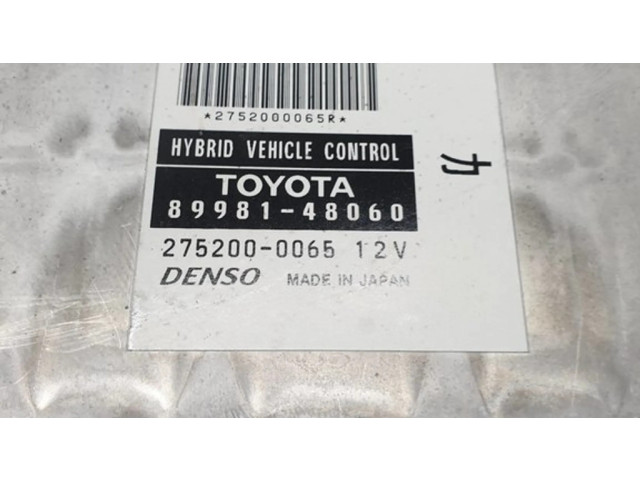 *2752000065R*
HYBRID VEHICLE CONTROL
TOYOTA
89981-48060
275200-0065 12V
DENSO MADE IN JAPAN
カ